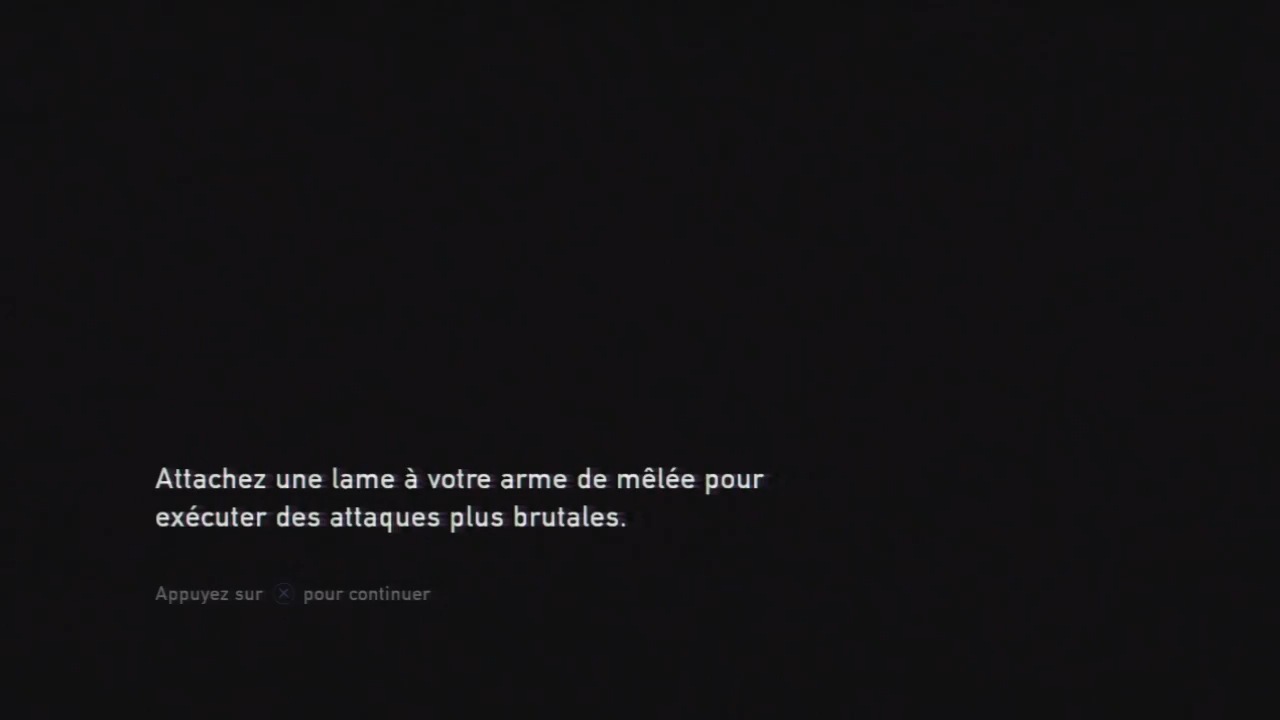 Attachez une lame à votre arme de mêlée pour
exécuter des attaques plus brutales.
Appuyez sur ⓧ pour continuer